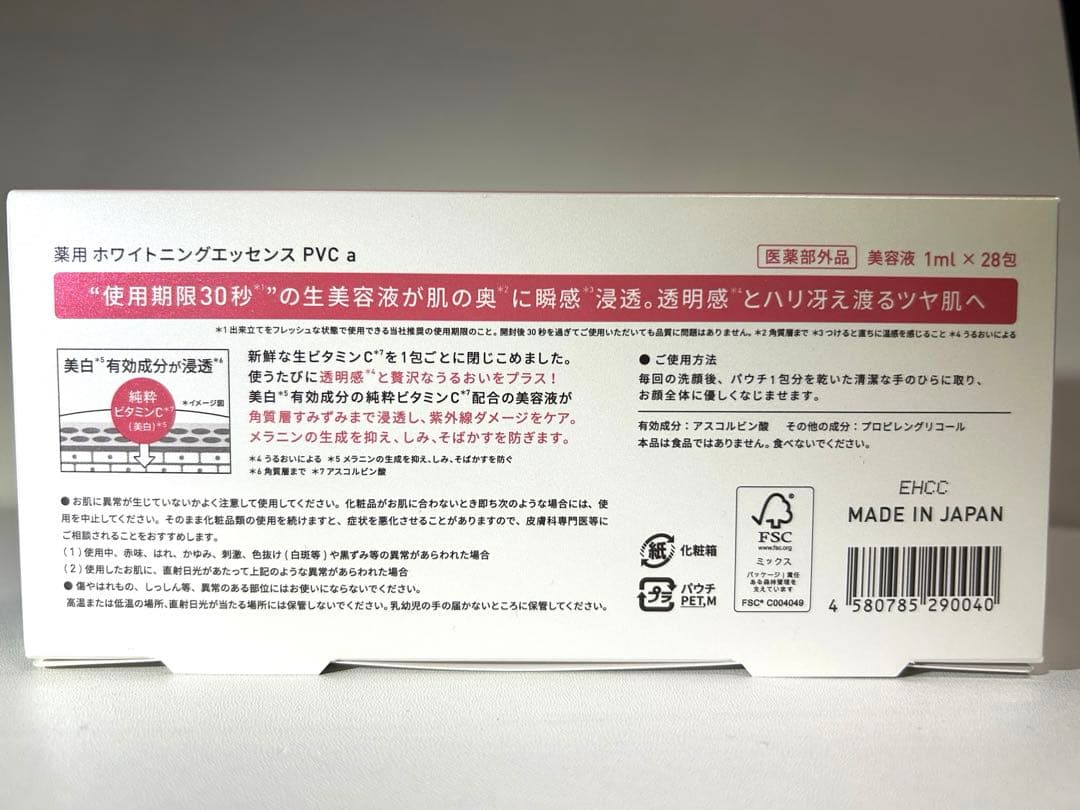 薬用 ホワイトニングエッセンス PVC a
医薬部外品 美容液 1ml × 28包
“使用期限30秒*1”の生美容液が肌の奥*2に瞬感*3浸透。透明感*4とハリ冴え渡るツヤ肌へ
*1 出来立てをフレッシュな状態で使用できる当社推奨の使用期限のこと。開封後30秒を過ぎてご使用いただいても品質に問題はありません。*2 角質層まで *3 つけると直ちに温感を感じること *4 うるおいによる
美白*5有効成分が浸透*6
純粋
ビタミンC*7
(美白)*5
*イメージ図
新鮮な生ビタミンC*7を1包ごとに閉じこめました。
使うたびに透明感*4と贅沢なうるおいをプラス！
美白*5有効成分の純粋ビタミンC*7配合の美容液が
角質層すみずみまで浸透し、紫外線ダメージをケア。
メラニンの生成を抑え、しみ、そばかすを防ぎます。
*4 うるおいによる *5 メラニンの生成を抑え、しみ、そばかすを防ぐ
*6 角質層まで *7 アスコルビン酸
● ご使用方法
毎回の洗顔後、パウチ1包分を乾いた清潔な手のひらに取り、
お顔全体に優しくなじませます。
有効成分：アスコルビン酸 その他の成分：プロピレングリコール
本品は食品ではありません。食べないでください。
● お肌に異常が生じていないかよく注意して使用してください。化粧品がお肌に合わないとき即ち次のような場合には、使
用を中止してください。そのまま化粧品類の使用を続けますと、症状を悪化させることがありますので、皮膚科専門医等に
ご相談されることをおすすめします。
(1) 使用中、赤味、はれ、かゆみ、刺激、色抜け(白斑等)や黒ずみ等の異常があらわれた場合
(2) 使用したお肌に、直射日光があたって上記のような異常があらわれた場合
● 傷やはれもの、しっしん等、異常のある部位にはお使いにならないでください。
高温または低温の場所、直射日光が当たる場所には保管しないでください。乳幼児の手の届かないところに保管してください。
紙 化粧箱
プラ パウチ
PET,M
FSC
www.fsc.org
ミックス
パッケージ｜責任
ある森林管理を
支えています
FSC® C004049
EHCC
MADE IN JAPAN
4 580785 290040